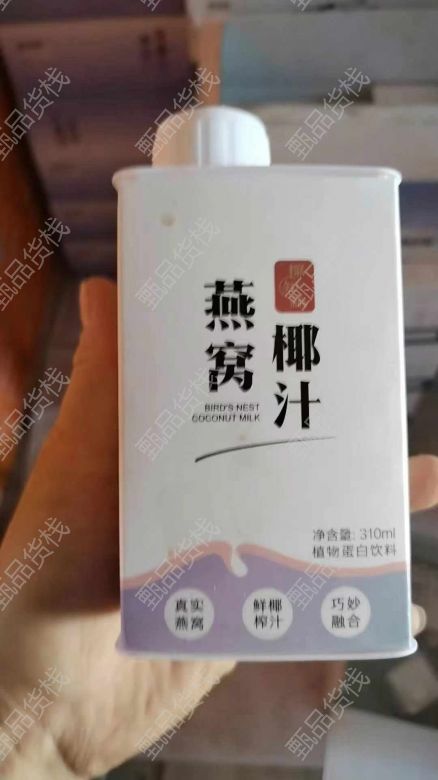 燕窝
椰汁
BIRD'S NEST
COCONUT MILK
净含量: 310ml
植物蛋白饮料
真实
燕窝
鲜椰
榨汁
巧妙
融合
甄品货栈